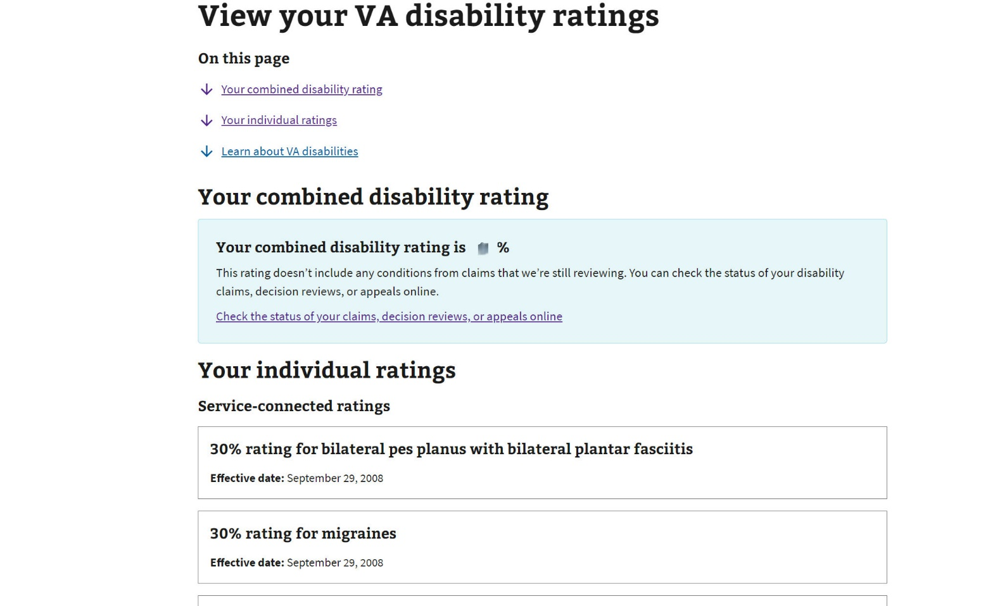 View your VA disability ratings
On this page
Your combined disability rating
Your individual ratings
Learn about VA disabilities
Your combined disability rating
Your combined disability rating is %
This rating doesn’t include any conditions from claims that we’re still reviewing. You can check the status of your disability
claims, decision reviews, or appeals online.
Check the status of your claims, decision reviews, or appeals online
Your individual ratings
Service-connected ratings
30% rating for bilateral pes planus with bilateral plantar fasciitis
Effective date: September 29, 2008
30% rating for migraines
Effective date: September 29, 2008